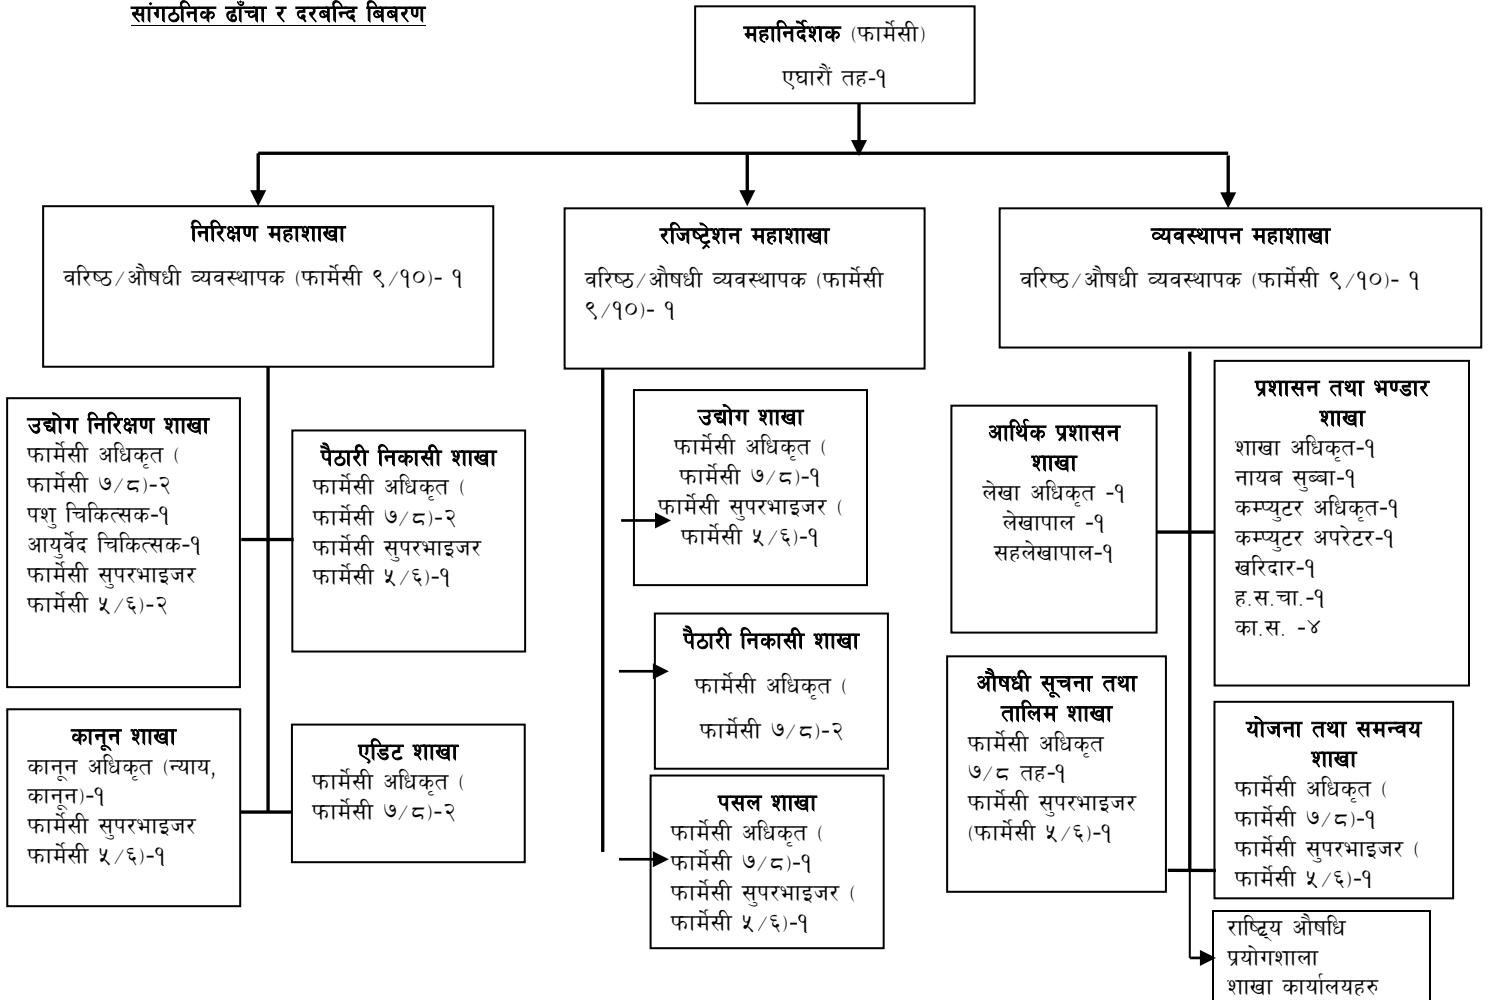 सांगठनिक ढाँचा र दरबन्दि बिबरण
महानिर्देशक (फार्मेसी)
एघारौं तह-१
निरिक्षण महाशाखा
वरिष्ठ/औषधी व्यवस्थापक (फार्मेसी ९/१०)- १
रजिष्ट्रेशन महाशाखा
वरिष्ठ/औषधी व्यवस्थापक (फार्मेसी
९/१०)- १
व्यवस्थापन महाशाखा
वरिष्ठ/औषधी व्यवस्थापक (फार्मेसी ९/१०)- १
उद्योग निरिक्षण शाखा
फार्मेसी अधिकृत (
फार्मेसी ७/८)-२
पशु चिकित्सक-१
आयुर्वेद चिकित्सक-१
फार्मेसी सुपरभाइजर
फार्मेसी ५/६)-२
पैठारी निकासी शाखा
फार्मेसी अधिकृत (
फार्मेसी ७/८)-२
फार्मेसी सुपरभाइजर
फार्मेसी ५/६)-१
कानून शाखा
कानून अधिकृत (न्याय,
कानून)-१
फार्मेसी सुपरभाइजर
फार्मेसी ५/६)-१
एडिट शाखा
फार्मेसी अधिकृत (
फार्मेसी ७/८)-२
उद्योग शाखा
फार्मेसी अधिकृत (
फार्मेसी ७/८)-१
फार्मेसी सुपरभाइजर (
फार्मेसी ५/६)-१
पैठारी निकासी शाखा
फार्मेसी अधिकृत (
फार्मेसी ७/८)-२
पसल शाखा
फार्मेसी अधिकृत (
फार्मेसी ७/८)-१
फार्मेसी सुपरभाइजर (
फार्मेसी ५/६)-१
आर्थिक प्रशासन
शाखा
लेखा अधिकृत -१
लेखापाल -१
सहलेखापाल-१
प्रशासन तथा भण्डार
शाखा
शाखा अधिकृत-१
नायब सुब्बा-१
कम्प्युटर अधिकृत-१
कम्प्युटर अपरेटर-१
खरिदार-१
ह.स.चा.-१
का.स. -४
औषधी सूचना तथा
तालिम शाखा
फार्मेसी अधिकृत
७/८ तह-१
फार्मेसी सुपरभाइजर
(फार्मेसी ५/६)-१
योजना तथा समन्वय
शाखा
फार्मेसी अधिकृत (
फार्मेसी ७/८)-१
फार्मेसी सुपरभाइजर (
फार्मेसी ५/६)-१
राष्ट्रिय औषधि
प्रयोगशाला
शाखा कार्यालयहरु